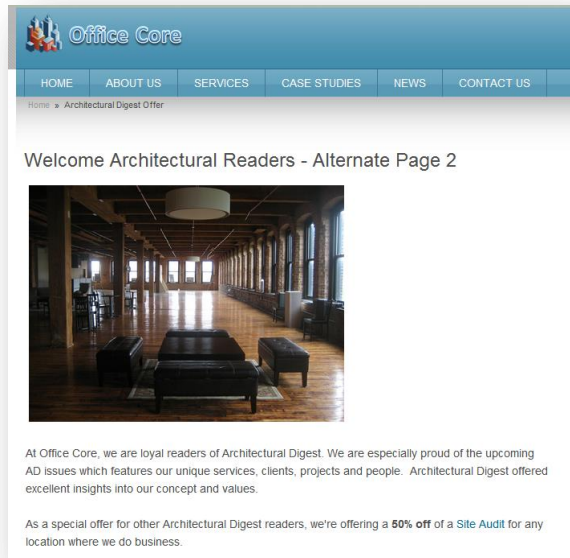 Office Core
HOME ABOUT US SERVICES CASE STUDIES NEWS CONTACT US
Home » Architectural Digest Offer
Welcome Architectural Readers - Alternate Page 2
At Office Core, we are loyal readers of Architectural Digest. We are especially proud of the upcoming
AD issues which features our unique services, clients, projects and people. Architectural Digest offered
excellent insights into our concept and values.
As a special offer for other Architectural Digest readers, we're offering a 50% off of a Site Audit for any
location where we do business.